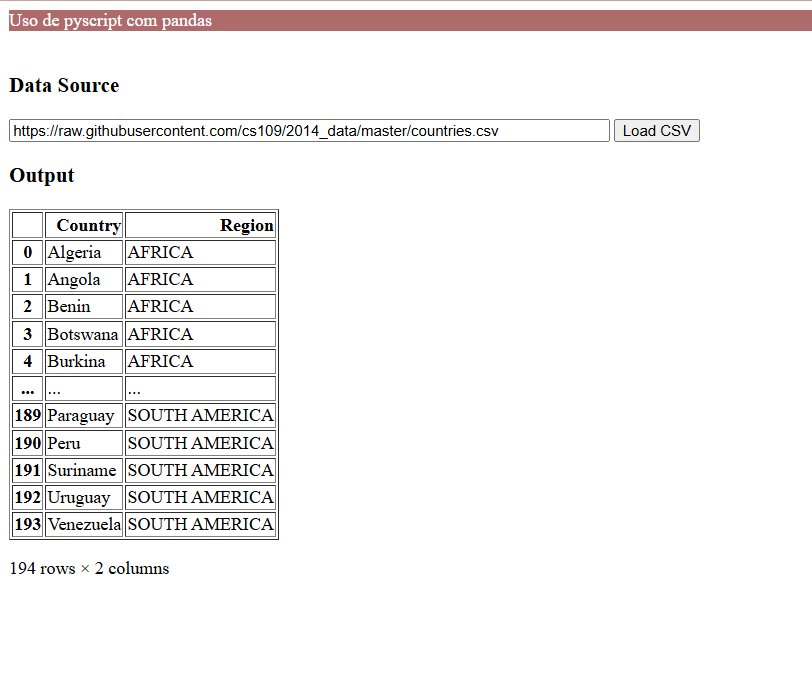 Uso de pyscript com pandas
Data Source
https://raw.githubusercontent.com/cs109/2014_data/master/countries.csv Load CSV
Output
Country Region
0 Algeria AFRICA
1 Angola AFRICA
2 Benin AFRICA
3 Botswana AFRICA
4 Burkina AFRICA
... ... ...
189 Paraguay SOUTH AMERICA
190 Peru SOUTH AMERICA
191 Suriname SOUTH AMERICA
192 Uruguay SOUTH AMERICA
193 Venezuela SOUTH AMERICA
194 rows × 2 columns